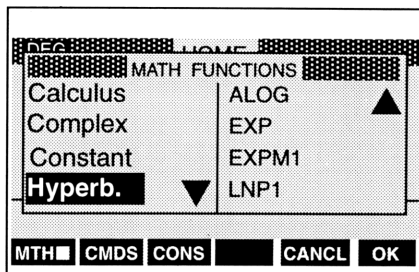 DEG HOME
MATH FUNCTIONS
Calculus ALOG
Complex EXP
Constant EXPM1
Hyperb. LNP1
MTH CMDS CONS CANCL OK